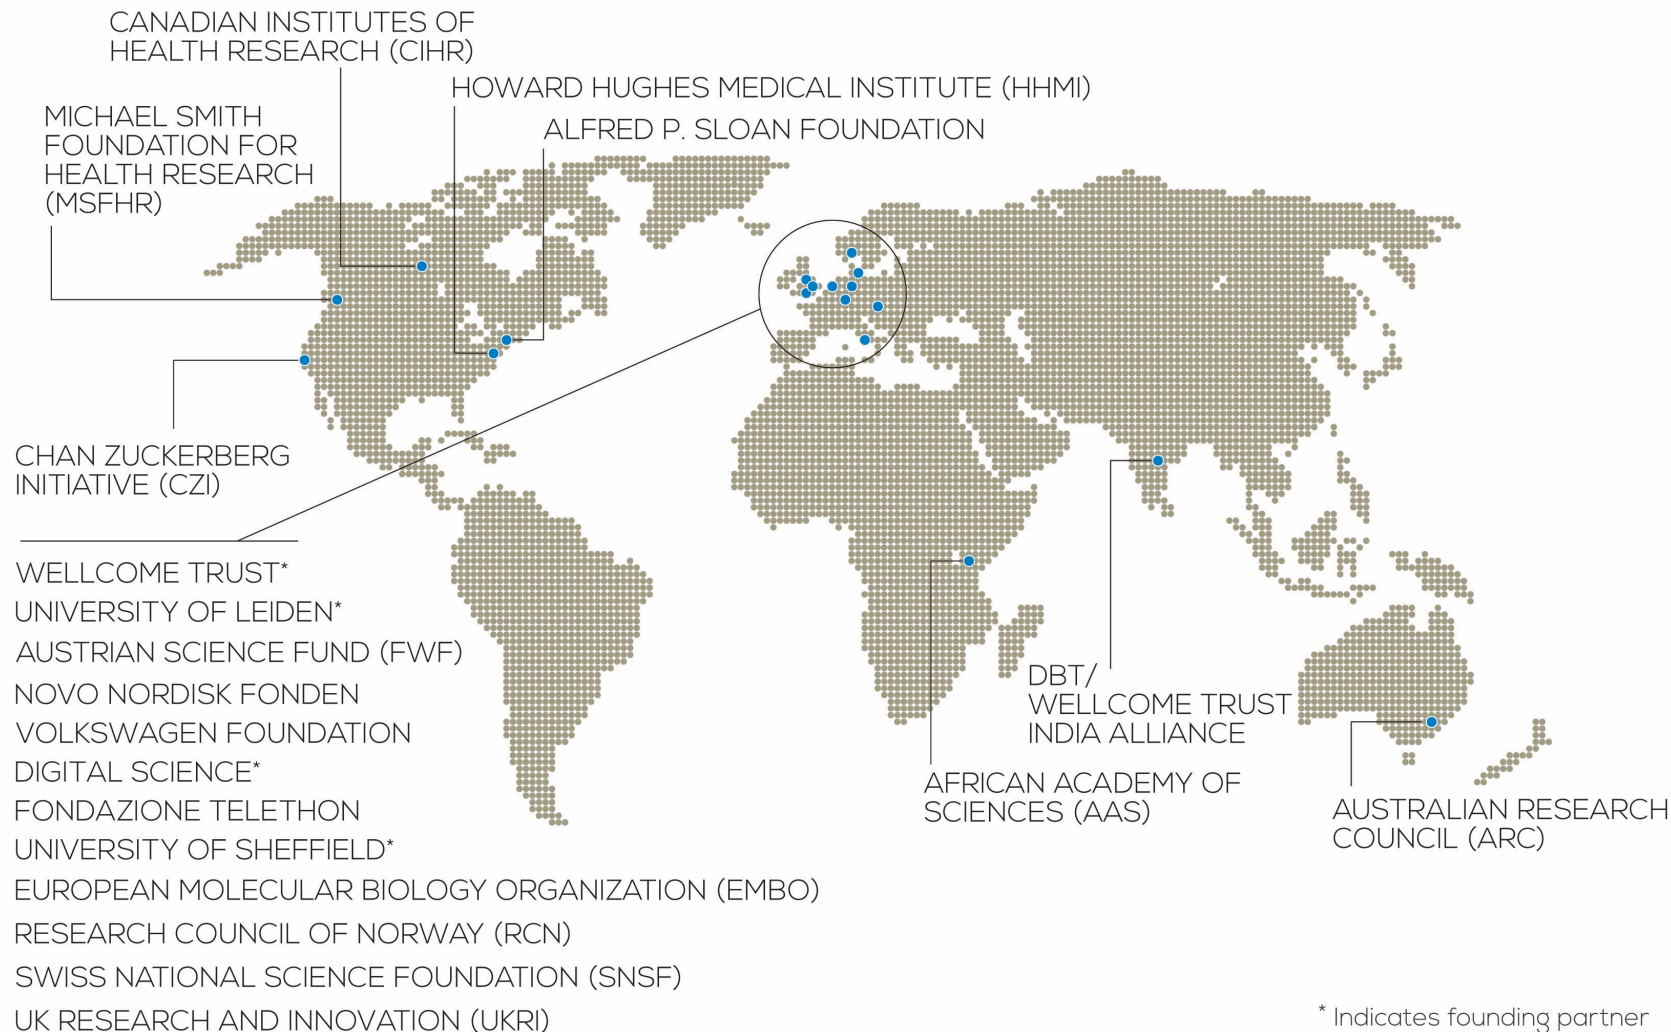 CANADIAN INSTITUTES OF
HEALTH RESEARCH (CIHR)
HOWARD HUGHES MEDICAL INSTITUTE (HHMI)
MICHAEL SMITH
FOUNDATION FOR
HEALTH RESEARCH
(MSFHR)
ALFRED P. SLOAN FOUNDATION
CHAN ZUCKERBERG
INITIATIVE (CZI)
WELLCOME TRUST*
UNIVERSITY OF LEIDEN*
AUSTRIAN SCIENCE FUND (FWF)
NOVO NORDISK FONDEN
VOLKSWAGEN FOUNDATION
DIGITAL SCIENCE*
FONDAZIONE TELETHON
UNIVERSITY OF SHEFFIELD*
EUROPEAN MOLECULAR BIOLOGY ORGANIZATION (EMBO)
RESEARCH COUNCIL OF NORWAY (RCN)
SWISS NATIONAL SCIENCE FOUNDATION (SNSF)
UK RESEARCH AND INNOVATION (UKRI)
DBT/
WELLCOME TRUST
INDIA ALLIANCE
AFRICAN ACADEMY OF
SCIENCES (AAS)
AUSTRALIAN RESEARCH
COUNCIL (ARC)
* Indicates founding partner